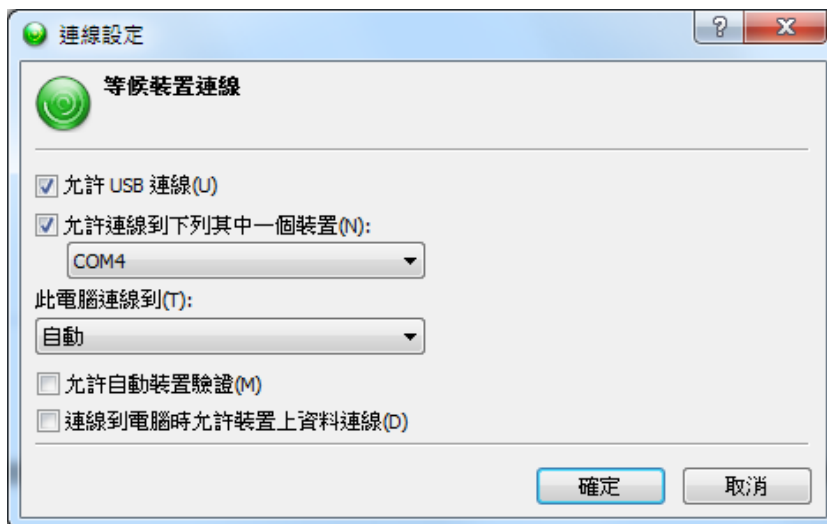 連線設定
?
等候裝置連線
允許 USB 連線(U)
允許連線到下列其中一個裝置(N):
COM4
此電腦連線到(T):
自動
允許自動裝置驗證(M)
連線到電腦時允許裝置上資料連線(D)
確定
取消